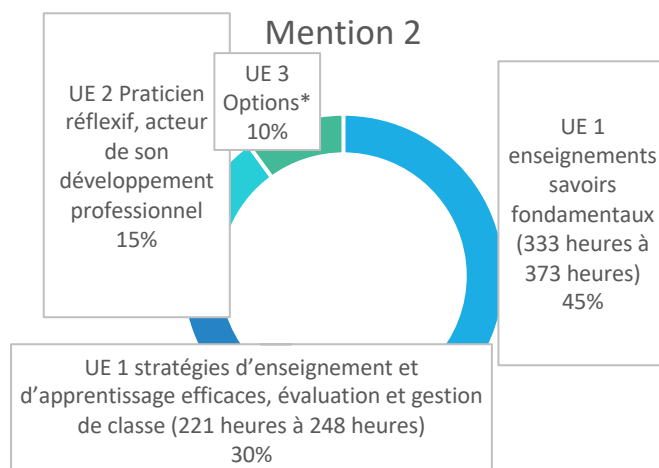 Mention 2
UE 3
Options*
10%
UE 2 Praticien
réflexif, acteur
de son
développement
professionnel
15%
UE 1
enseignements
savoirs
fondamentaux
(333 heures à
373 heures)
45%
UE 1 stratégies d’enseignement et
d’apprentissage efficaces, évaluation et gestion
de classe (221 heures à 248 heures)
30%